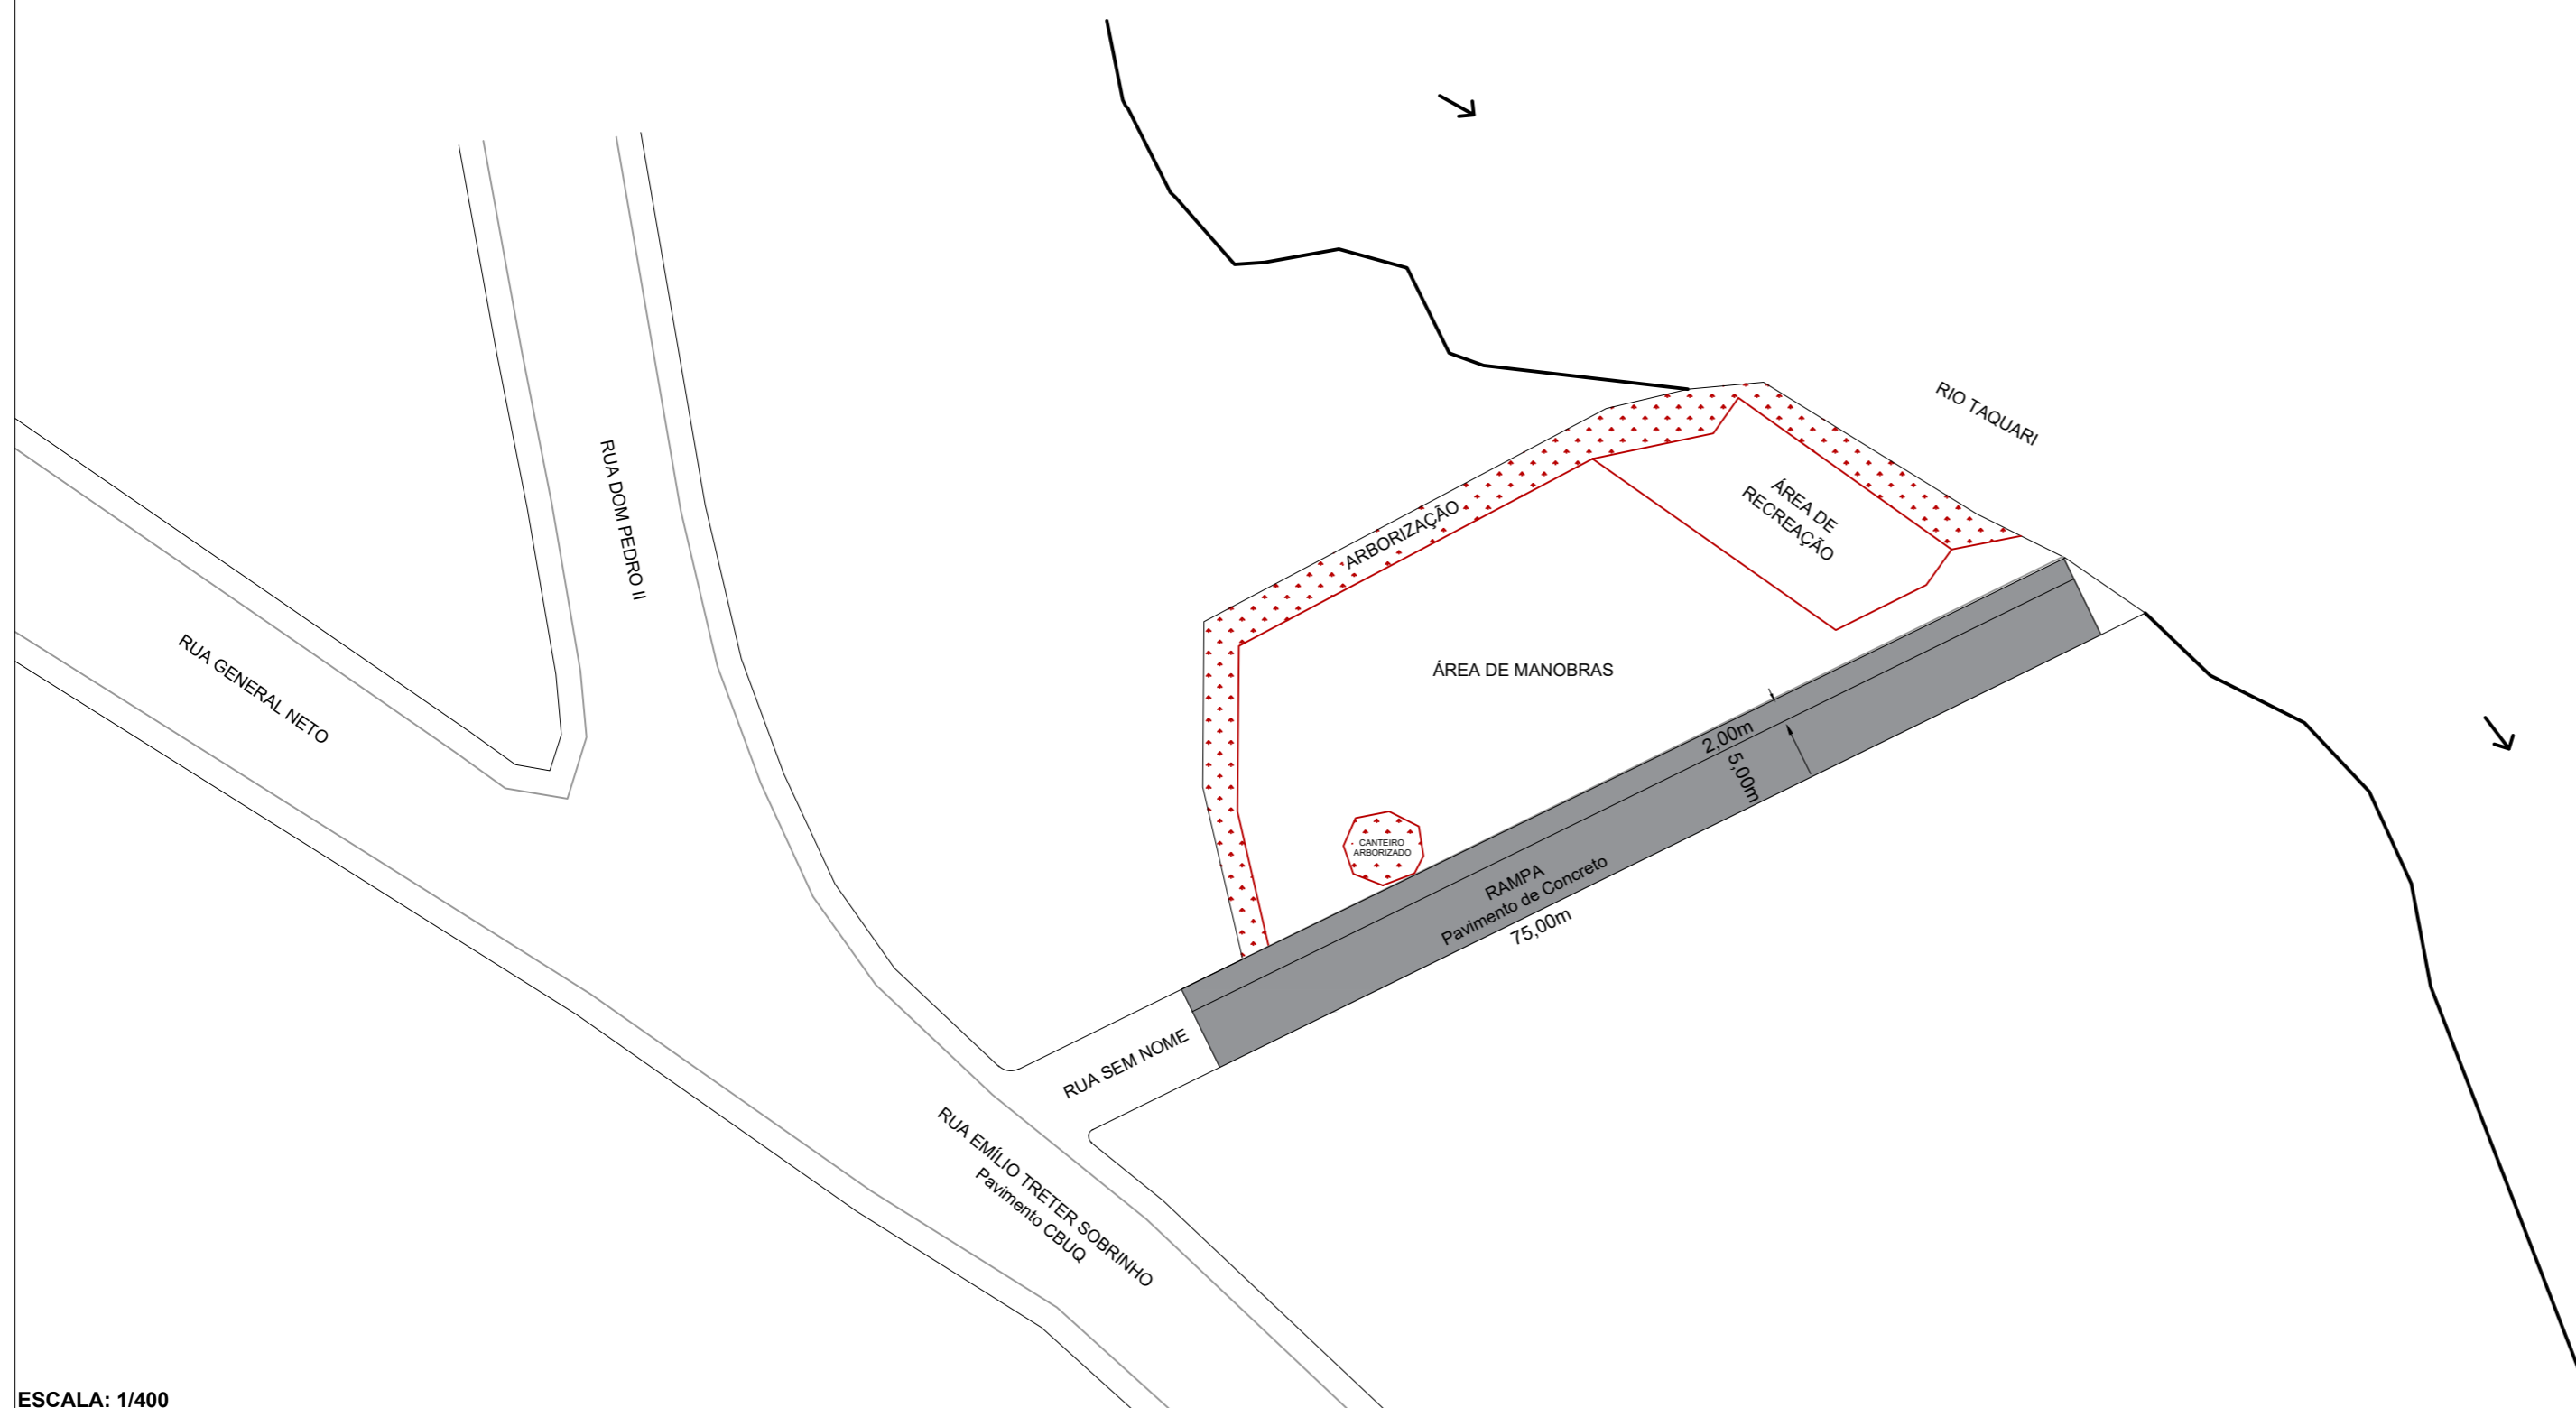 RIO TAQUARI
RUA DOM PEDRO II
ARBORIZAÇÃO
ÁREA DE
RECREAÇÃO
RUA GENERAL NETO
ÁREA DE MANOBRAS
2,00m
5,00m
CANTEIRO
ARBORIZADO
RAMPA
Pavimento de Concreto
75,00m
RUA SEM NOME
RUA EMÍLIO TRETER SOBRINHO
Pavimento CBUQ
ESCALA: 1/400